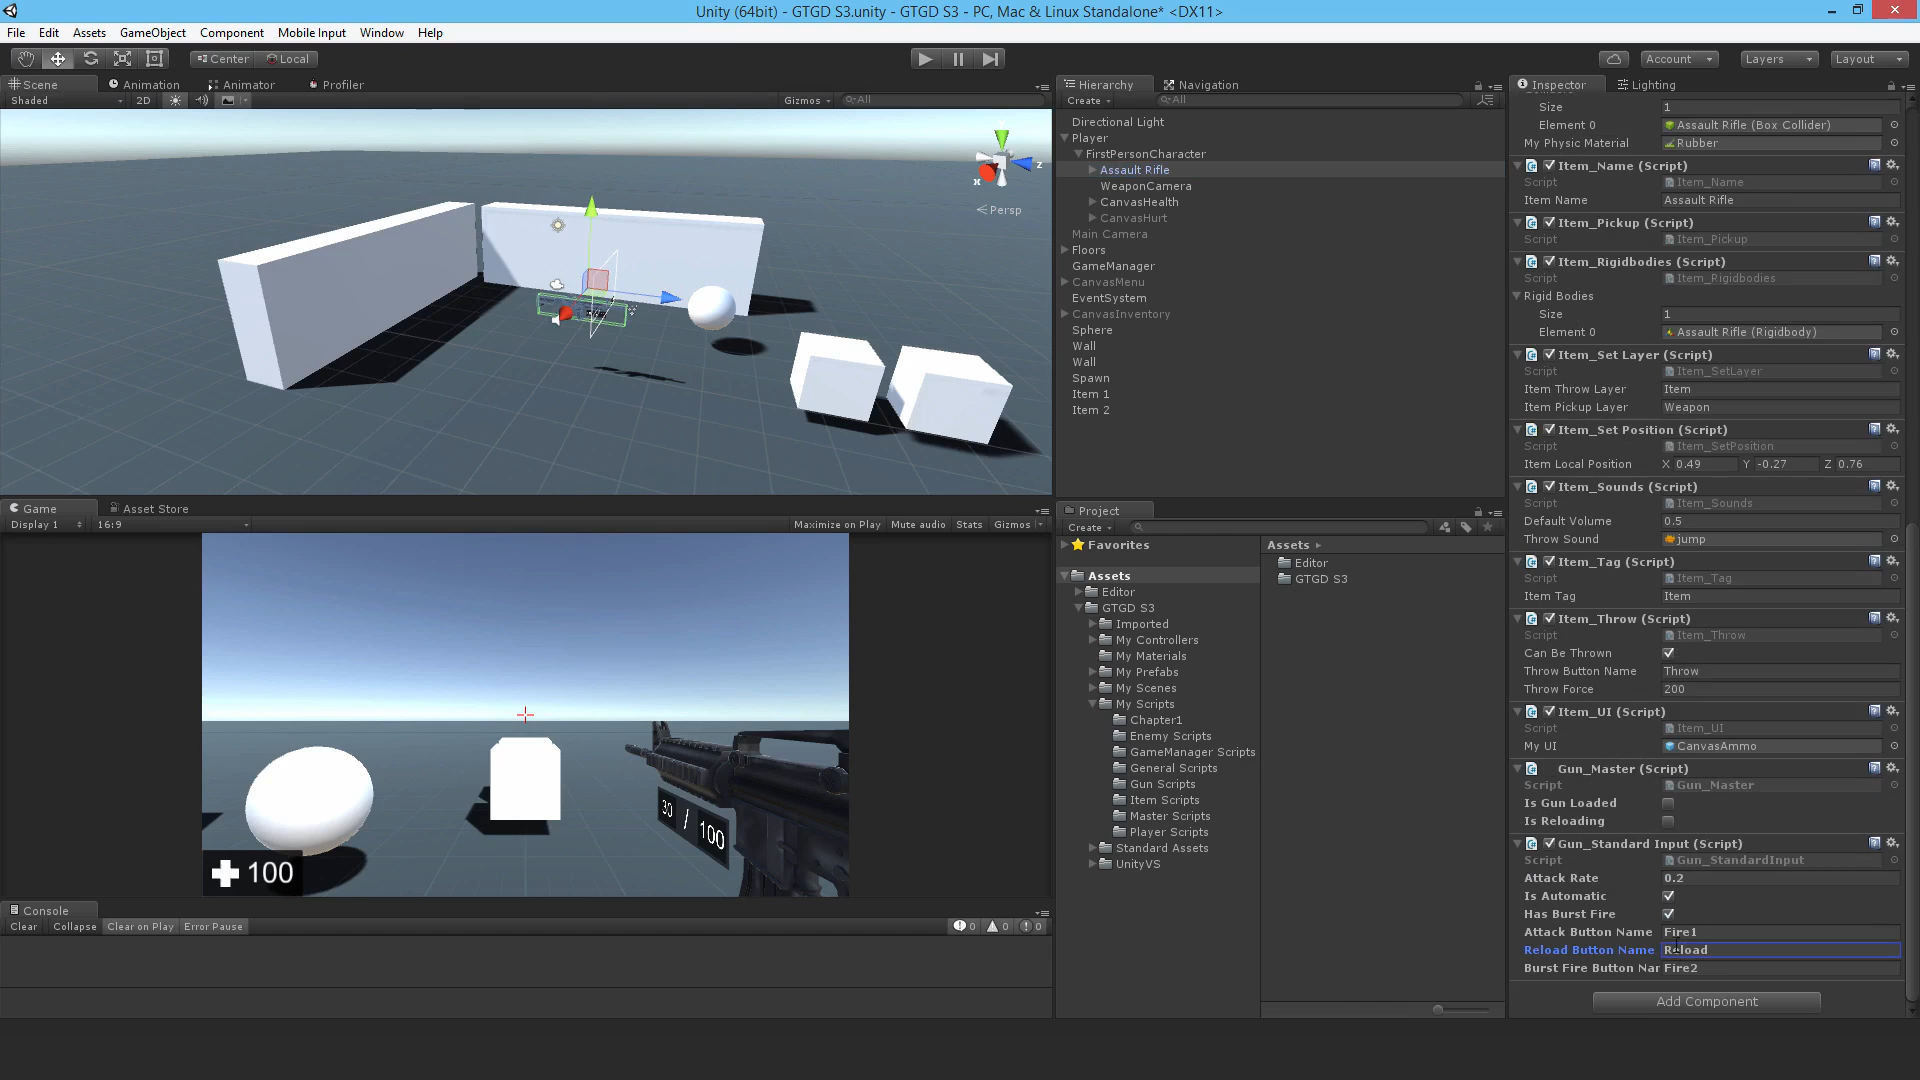 Unity (64bit) - GTGD S3.unity - GTGD S3 - PC, Mac & Linux Standalone* <DX11>
File Edit Assets GameObject Component Mobile Input Window Help
Center Local Account Layers Layout
Scene Animation Animator Profiler
Shaded 2D Gizmos All
Persp
x
z
Game Asset Store
Display 1 16:9 Maximize on Play Mute audio Stats Gizmos
30 / 100
100
Console
Clear Collapse Clear on Play Error Pause 0 0 0
Hierarchy Navigation
Create All
Directional Light
Player
FirstPersonCharacter
Assault Rifle
WeaponCamera
CanvasHealth
CanvasHurt
Main Camera
Floors
GameManager
CanvasMenu
EventSystem
CanvasInventory
Sphere
Wall
Wall
Spawn
Item 1
Item 2
Project
Create
Favorites
Assets
Editor
GTGD S3
Imported
My Controllers
My Materials
My Prefabs
My Scenes
My Scripts
Chapter1
Enemy Scripts
GameManager Scripts
General Scripts
Gun Scripts
Item Scripts
Master Scripts
Player Scripts
Standard Assets
UnityVS
Assets
Editor
GTGD S3
Inspector Lighting
Size 1
Element 0 Assault Rifle (Box Collider)
My Physic Material Rubber
Item_Name (Script)
Script Item_Name
Item Name Assault Rifle
Item_Pickup (Script)
Script Item_Pickup
Item_Rigidbodies (Script)
Script Item_Rigidbodies
Rigid Bodies
Size 1
Element 0 Assault Rifle (Rigidbody)
Item_Set Layer (Script)
Script Item_SetLayer
Item Throw Layer Item
Item Pickup Layer Weapon
Item_Set Position (Script)
Script Item_SetPosition
Item Local Position X 0.49 Y -0.27 Z 0.76
Item_Sounds (Script)
Script Item_Sounds
Default Volume 0.5
Throw Sound jump
Item_Tag (Script)
Script Item_Tag
Item Tag Item
Item_Throw (Script)
Script Item_Throw
Can Be Thrown
Throw Button Name Throw
Throw Force 200
Item_UI (Script)
Script Item_UI
My UI CanvasAmmo
Gun_Master (Script)
Script Gun_Master
Is Gun Loaded
Is Reloading
Gun_Standard Input (Script)
Script Gun_StandardInput
Attack Rate 0.2
Is Automatic
Has Burst Fire
Attack Button Name Fire1
Reload Button Name Reload
Burst Fire Button Nar Fire2
Add Component